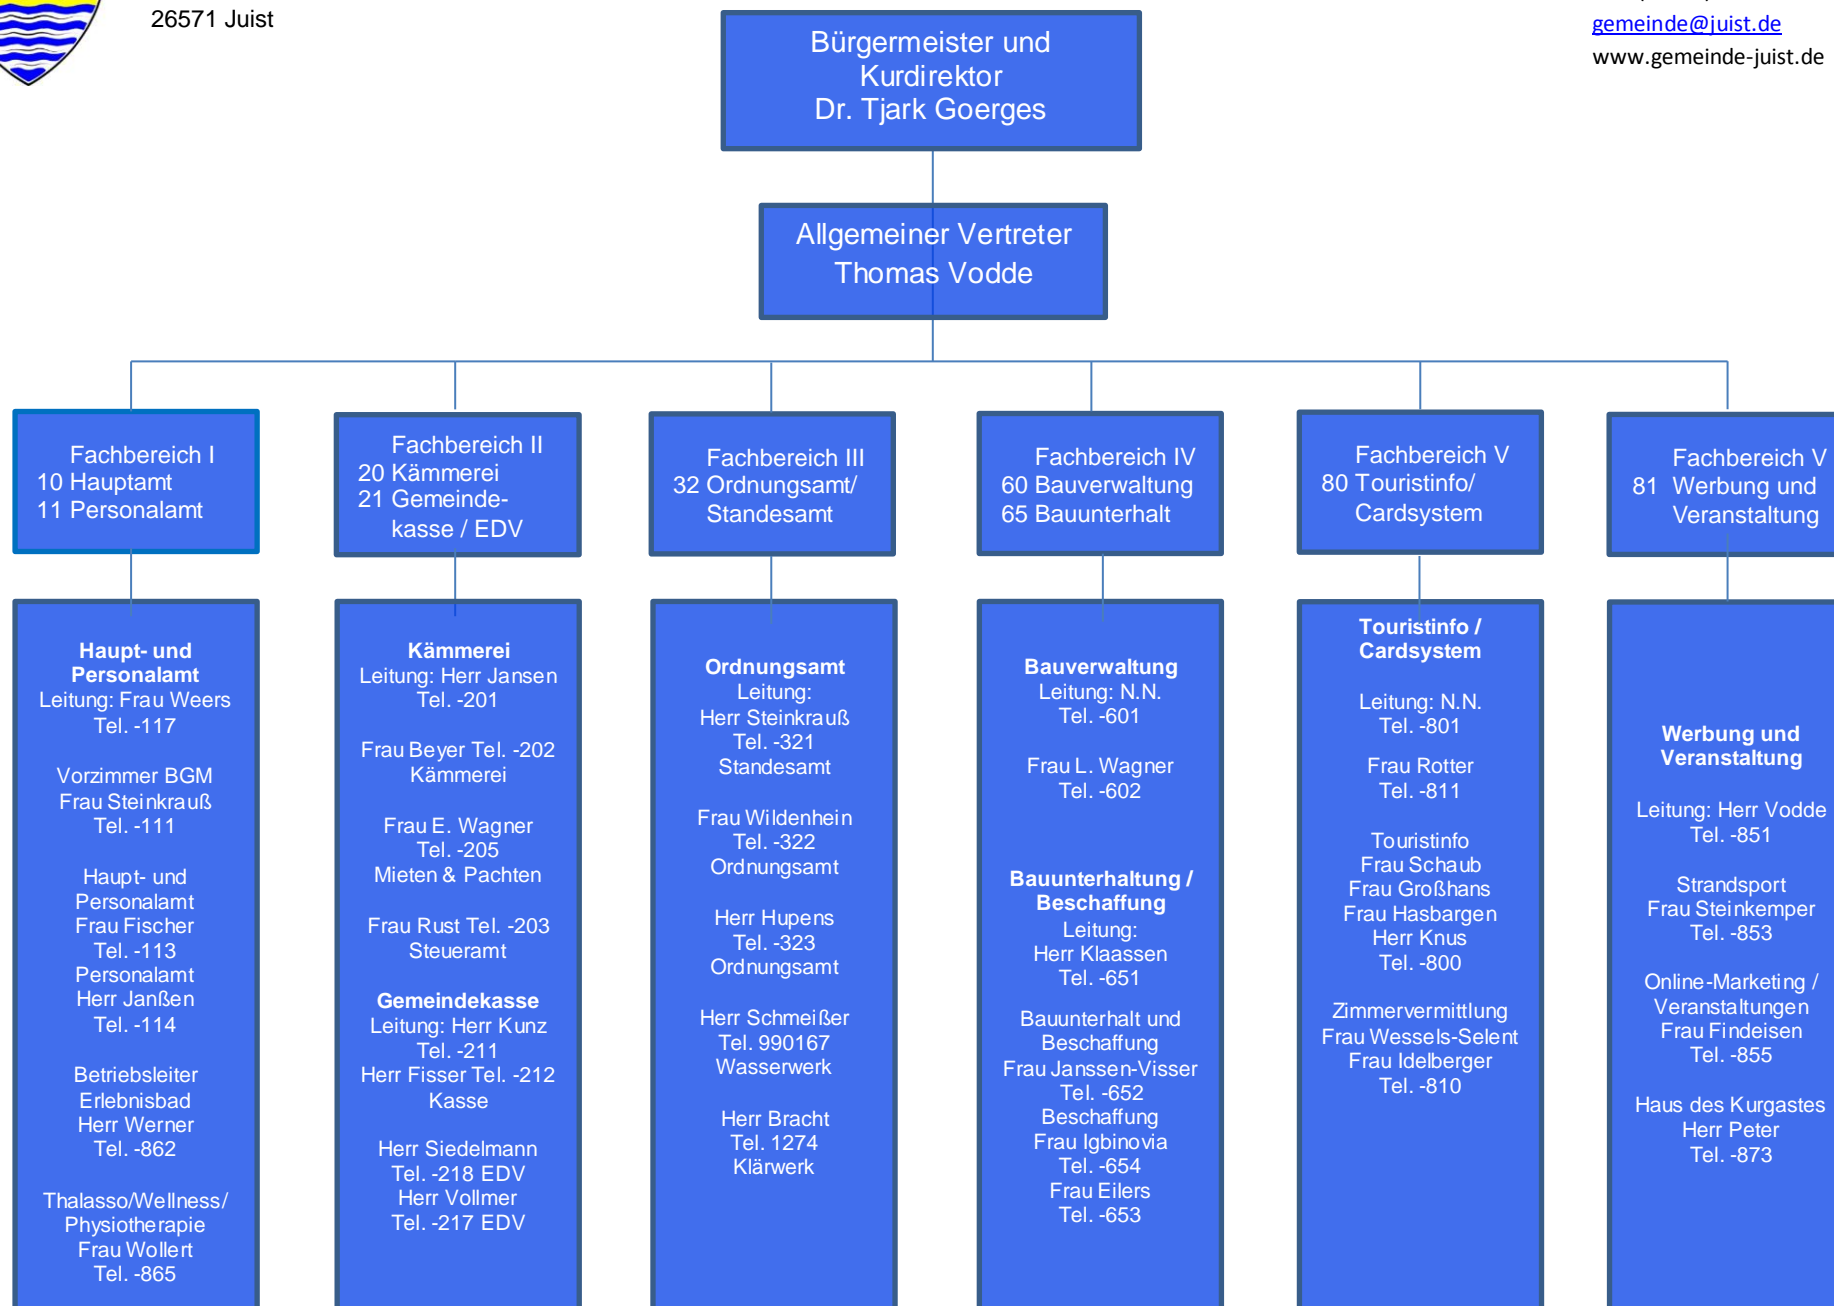 26571 Juist
gemeinde@juist.de
www.gemeinde-juist.de
Bürgermeister und
Kurdirektor
Dr. Tjark Goerges
Allgemeiner Vertreter
Thomas Vodde
Fachbereich I
10 Hauptamt
11 Personalamt
Fachbereich II
20 Kämmerei
21 Gemeinde-
kasse / EDV
Fachbereich III
32 Ordnungsamt/
Standesamt
Fachbereich IV
60 Bauverwaltung
65 Bauunterhalt
Fachbereich V
80 Touristinfo/
Cardsystem
Fachbereich V
81 Werbung und
Veranstaltung
Haupt- und
Personalamt
Leitung: Frau Weers
Tel. -117
Vorzimmer BGM
Frau Steinkrauß
Tel. -111
Haupt- und
Personalamt
Frau Fischer
Tel. -113
Personalamt
Herr Janßen
Tel. -114
Betriebsleiter
Erlebnisbad
Herr Werner
Tel. -862
Thalasso/Wellness/
Physiotherapie
Frau Wollert
Tel. -865
Kämmerei
Leitung: Herr Jansen
Tel. -201
Frau Beyer Tel. -202
Kämmerei
Frau E. Wagner
Tel. -205
Mieten & Pachten
Frau Rust Tel. -203
Steueramt
Gemeindekasse
Leitung: Herr Kunz
Tel. -211
Herr Fisser Tel. -212
Kasse
Herr Siedelmann
Tel. -218 EDV
Herr Vollmer
Tel. -217 EDV
Ordnungsamt
Leitung:
Herr Steinkrauß
Tel. -321
Standesamt
Frau Wildenhein
Tel. -322
Ordnungsamt
Herr Hupens
Tel. -323
Ordnungsamt
Herr Schmeißer
Tel. 990167
Wasserwerk
Herr Bracht
Tel. 1274
Klärwerk
Bauverwaltung
Leitung: N.N.
Tel. -601
Frau L. Wagner
Tel. -602
Bauunterhaltung /
Beschaffung
Leitung:
Herr Klaassen
Tel. -651
Bauunterhalt und
Beschaffung
Frau Janssen-Visser
Tel. -652
Beschaffung
Frau Igbinovia
Tel. -654
Frau Eilers
Tel. -653
Touristinfo /
Cardsystem
Leitung: N.N.
Tel. -801
Frau Rotter
Tel. -811
Touristinfo
Frau Schaub
Frau Großhans
Frau Hasbargen
Herr Knus
Tel. -800
Zimmervermittlung
Frau Wessels-Selent
Frau Idelberger
Tel. -810
Werbung und
Veranstaltung
Leitung: Herr Vodde
Tel. -851
Strandsport
Frau Steinkemper
Tel. -853
Online-Marketing /
Veranstaltungen
Frau Findeisen
Tel. -855
Haus des Kurgastes
Herr Peter
Tel. -873